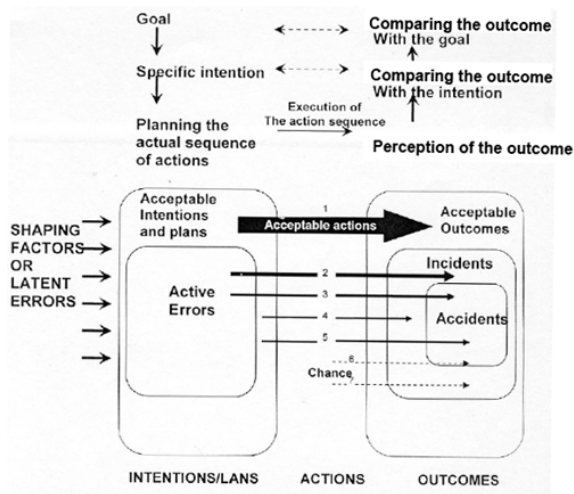 Goal
Comparing the outcome
With the goal
Specific intention
Comparing the outcome
With the intention
Execution of
The action sequence
Planning the
actual sequence
of actions
Perception of the outcome
Acceptable
Intentions
and plans
1
Acceptable actions
Acceptable
Outcomes
SHAPING
FACTORS
OR
LATENT
ERRORS
Active
Errors
2
3
4
5
6
Chance
7
Incidents
Accidents
INTENTIONS/LANS
ACTIONS
OUTCOMES